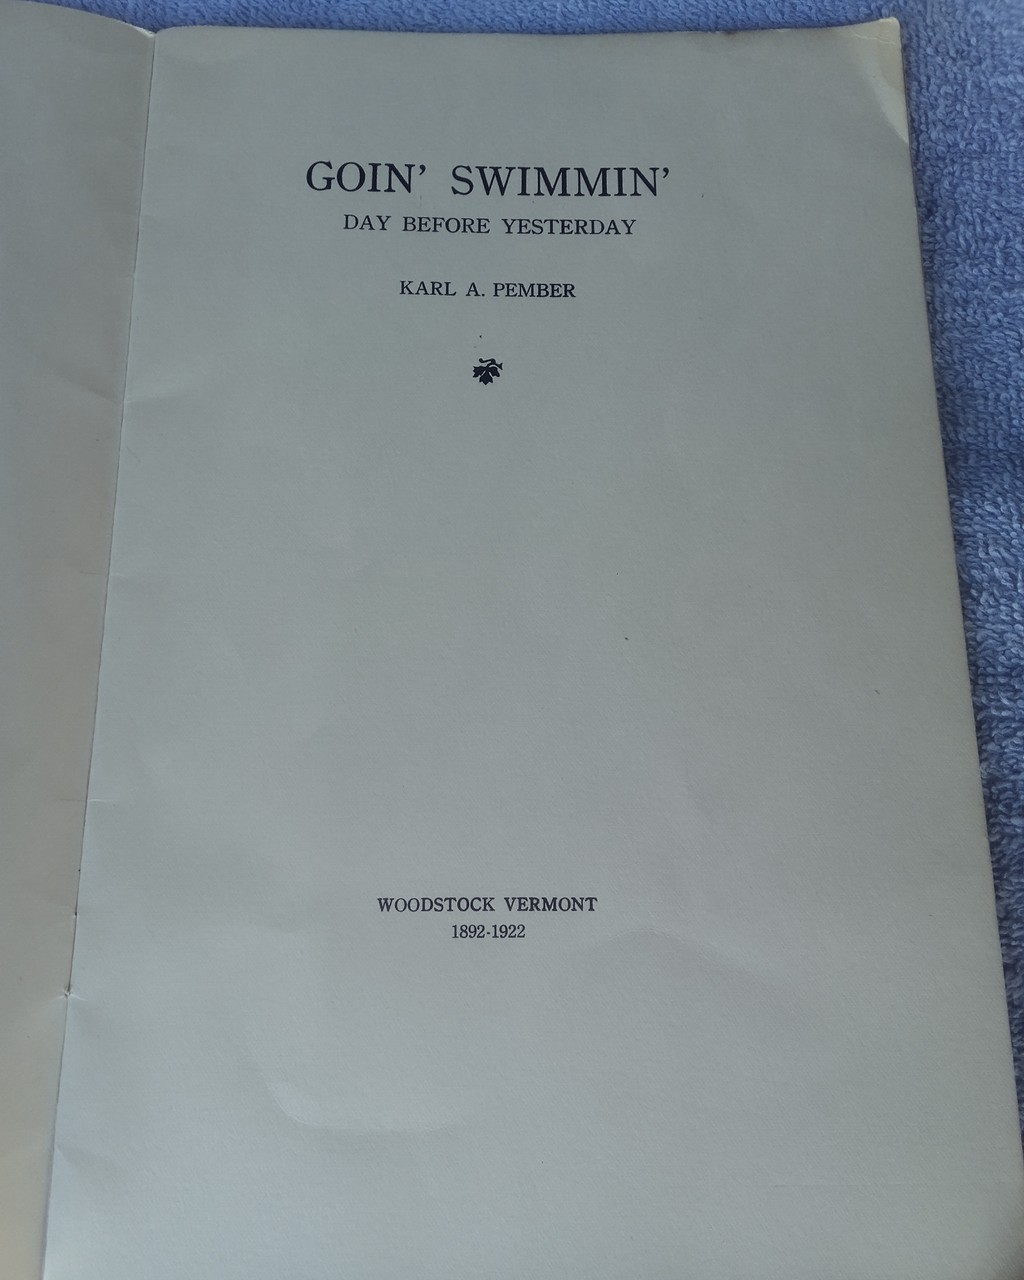 GOIN’ SWIMMIN’
DAY BEFORE YESTERDAY
KARL A. PEMBER
WOODSTOCK VERMONT
1892-1922